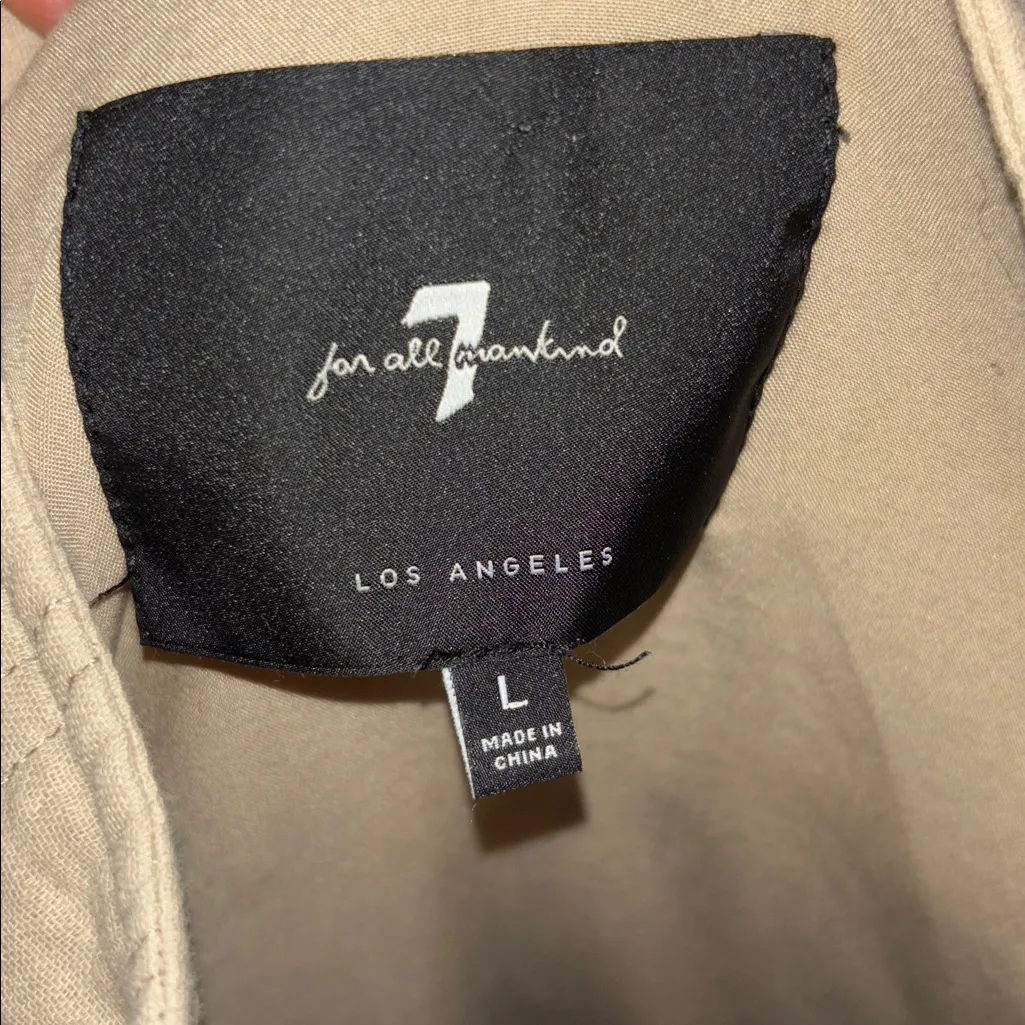 7
for all mankind
LOS ANGELES
L
MADE IN
CHINA